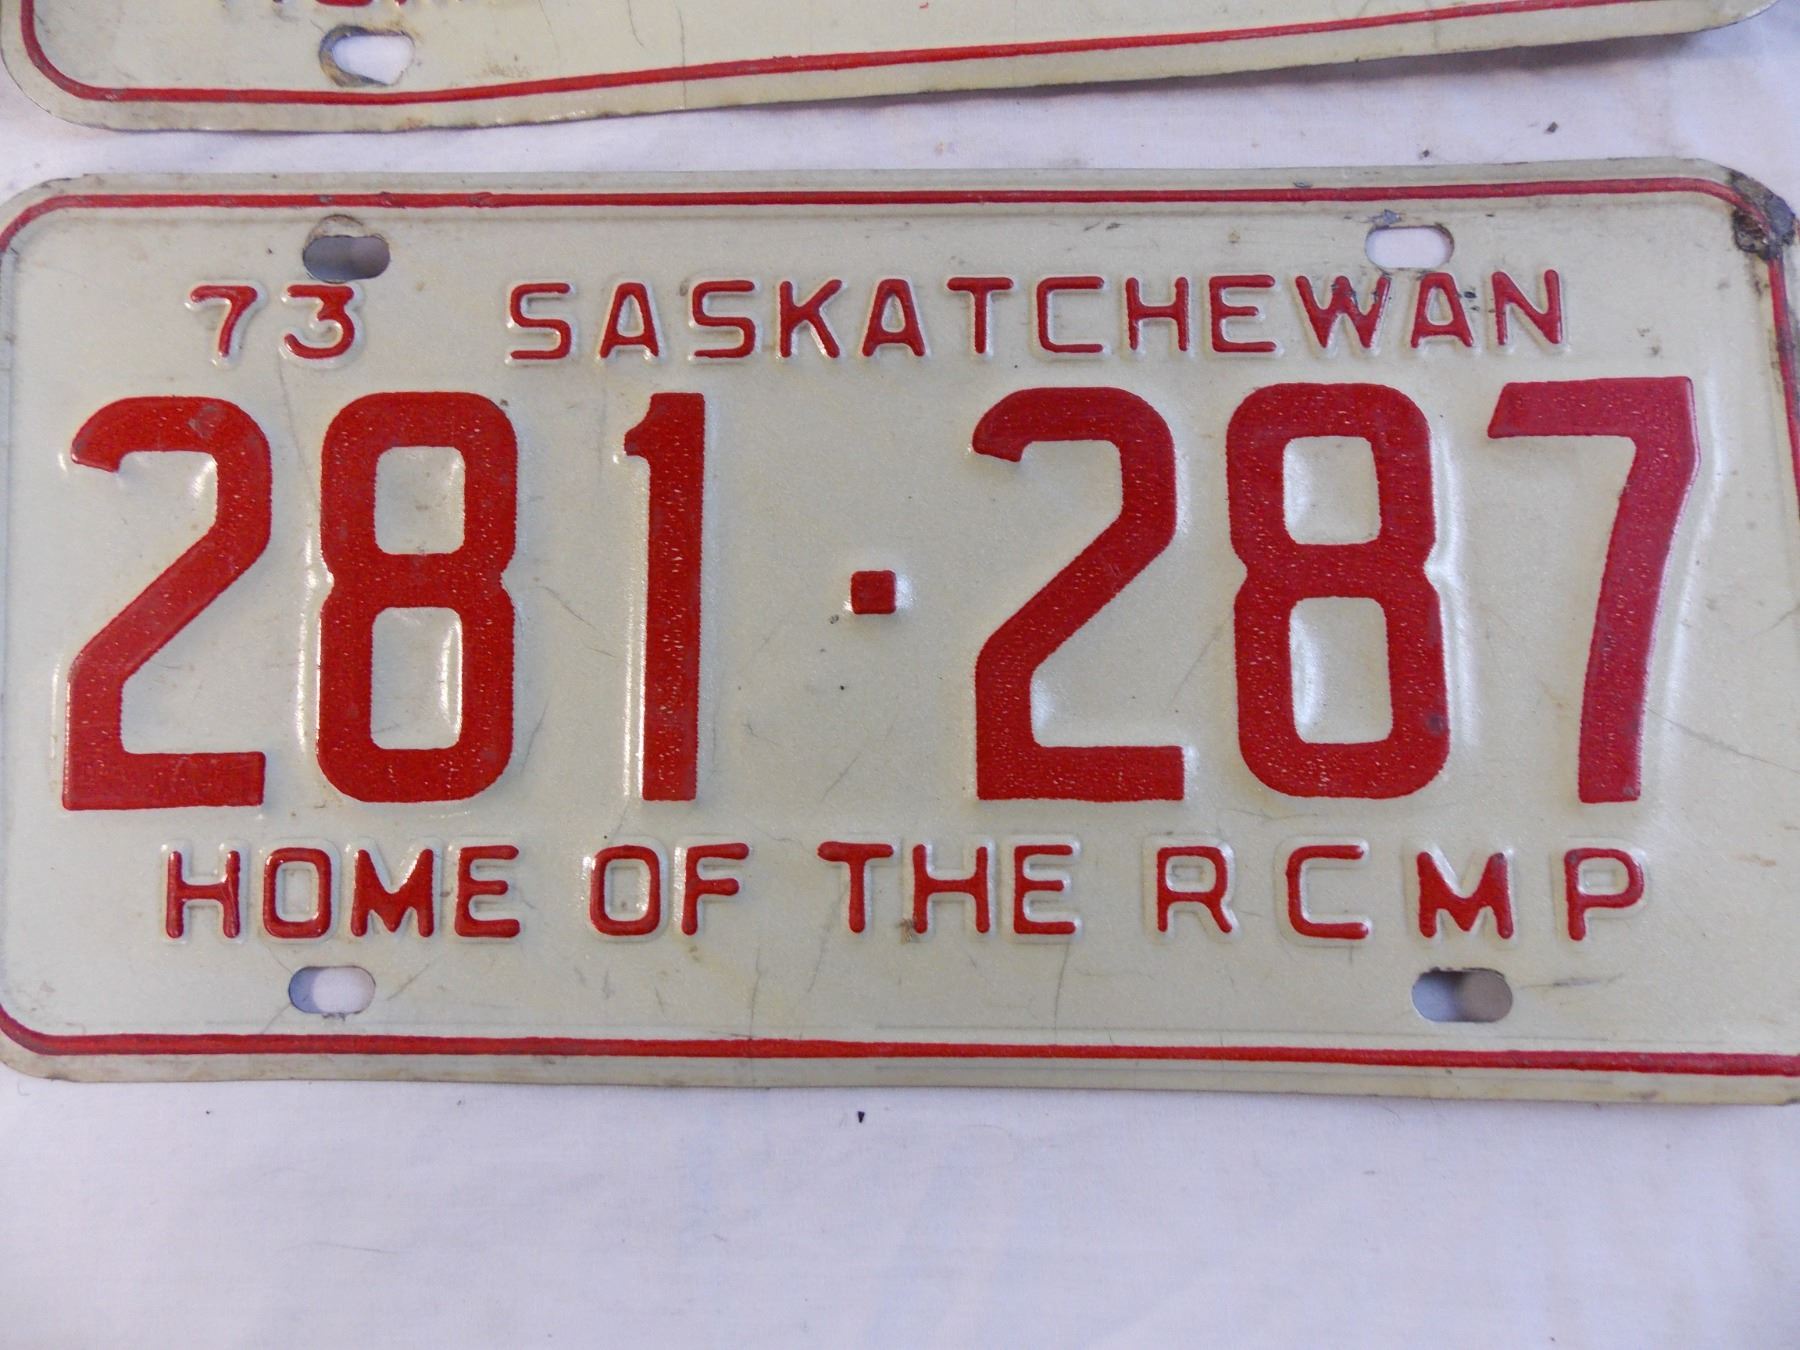 73 SASKATCHEWAN
281·287
HOME OF THE RCMP